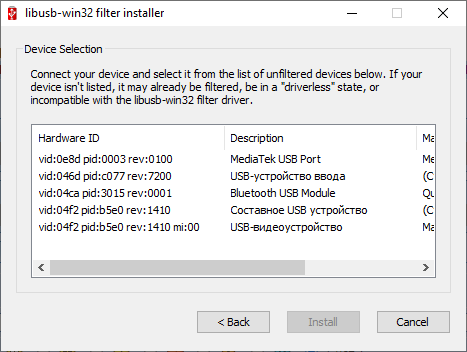 libusb-win32 filter installer
Device Selection
Connect your device and select it from the list of unfiltered devices below. If your
device isn't listed, it may already be filtered, be in a "driverless" state, or
incompatible with the libusb-win32 filter driver.
Hardware ID Description Ma
vid:0e8d pid:0003 rev:0100 MediaTek USB Port Me
vid:046d pid:c077 rev:7200 USB-устройство ввода (С
vid:04ca pid:3015 rev:0001 Bluetooth USB Module Qu
vid:04f2 pid:b5e0 rev:1410 Составное USB устройство (С
vid:04f2 pid:b5e0 rev:1410 mi:00 USB-видеоустройство Ma
< Back Install Cancel